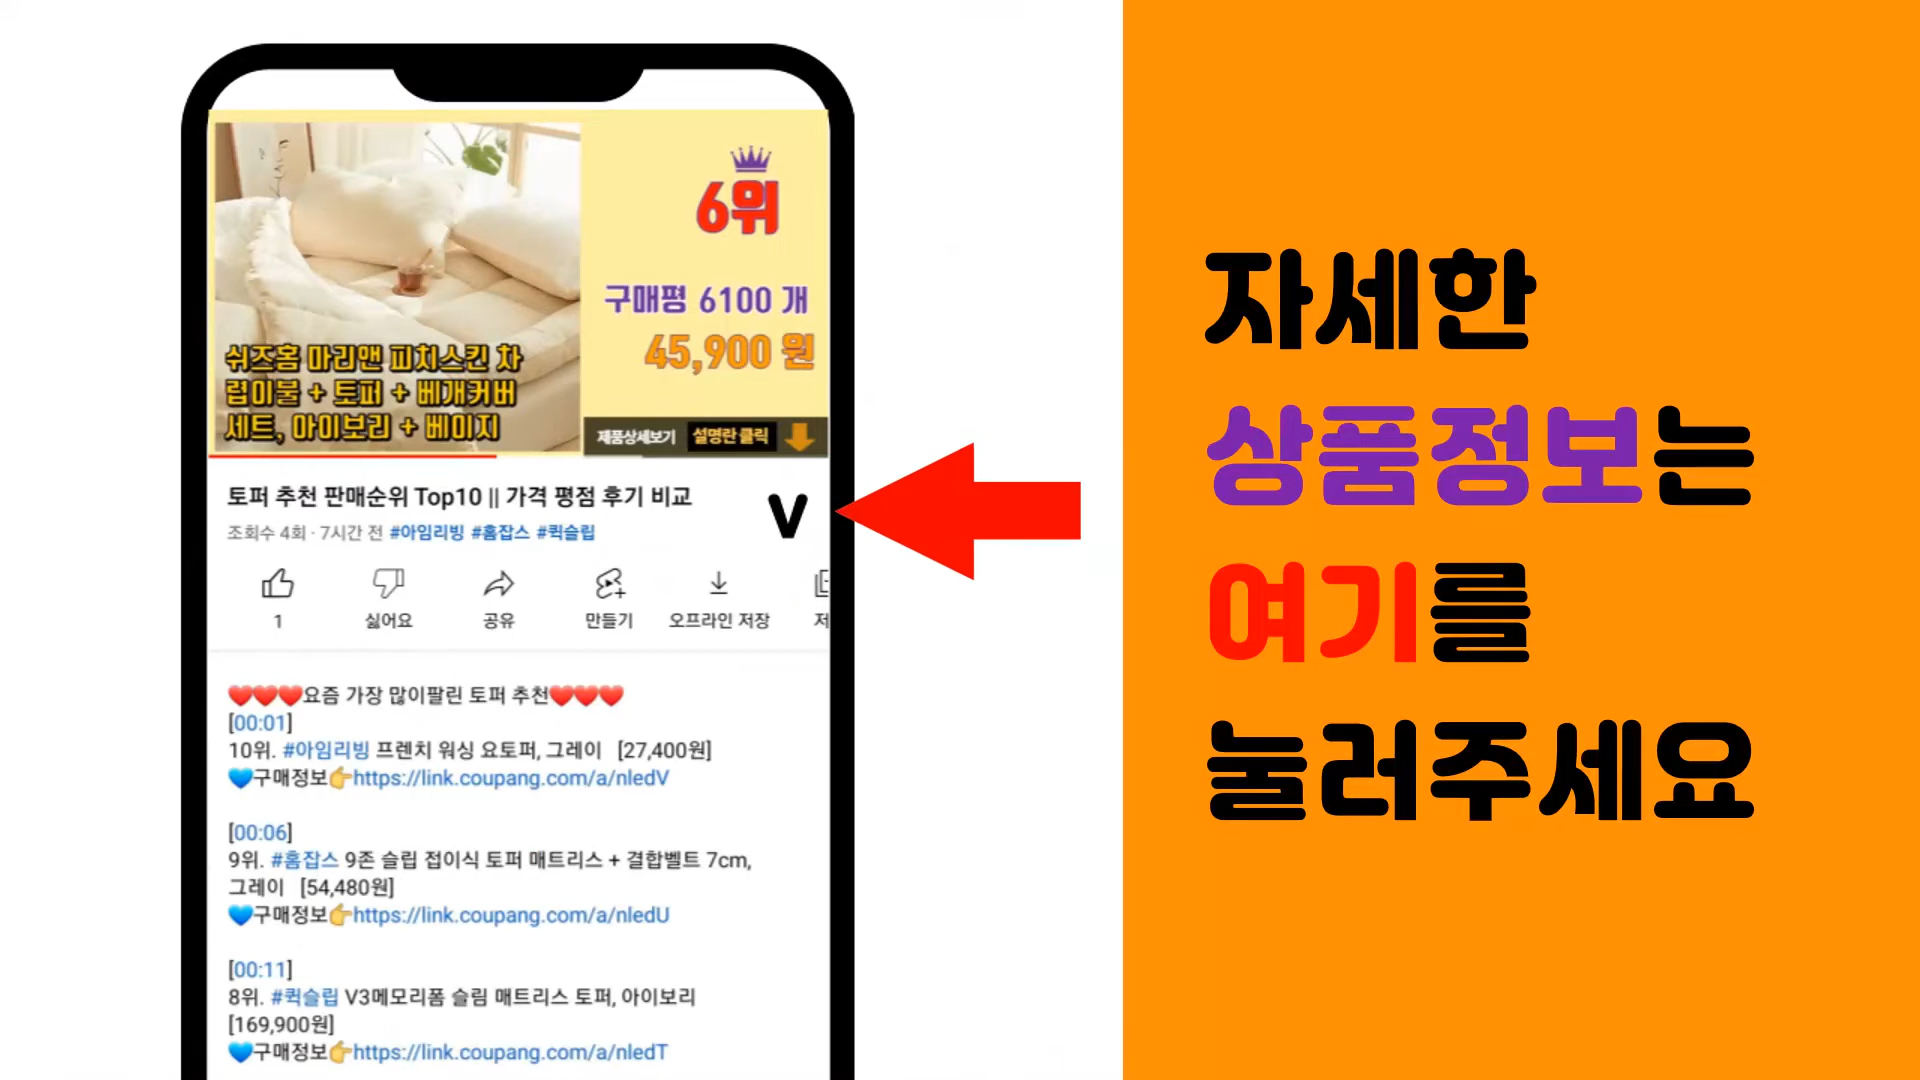 6위
구매평 6100 개
45,900 원
쉬즈홈 마리앤 피치스킨 차
렵이불 + 토퍼 + 베개커버
세트, 아이보리 + 베이지
제품상세보기 설명란 클릭
토퍼 추천 판매순위 Top10 || 가격 평점 후기 비교
V
조회수 4회 · 7시간 전 #아임리빙 #홈잡스 #퀵슬립
1 싫어요 공유 만들기 오프라인 저장 저
❤️❤️❤️요즘 가장 많이팔린 토퍼 추천❤️❤️❤️
[00:01]
10위. #아임리빙 프렌치 워싱 요토퍼, 그레이 [27,400원]
💙구매정보👉https://link.coupang.com/a/nledV
[00:06]
9위. #홈잡스 9존 슬립 접이식 토퍼 매트리스 + 결합벨트 7cm,
그레이 [54,480원]
💙구매정보👉https://link.coupang.com/a/nledU
[00:11]
8위. #퀵슬립 V3메모리폼 슬림 매트리스 토퍼, 아이보리
[169,900원]
💙구매정보👉https://link.coupang.com/a/nledT
자세한
상품정보는
여기를
눌러주세요